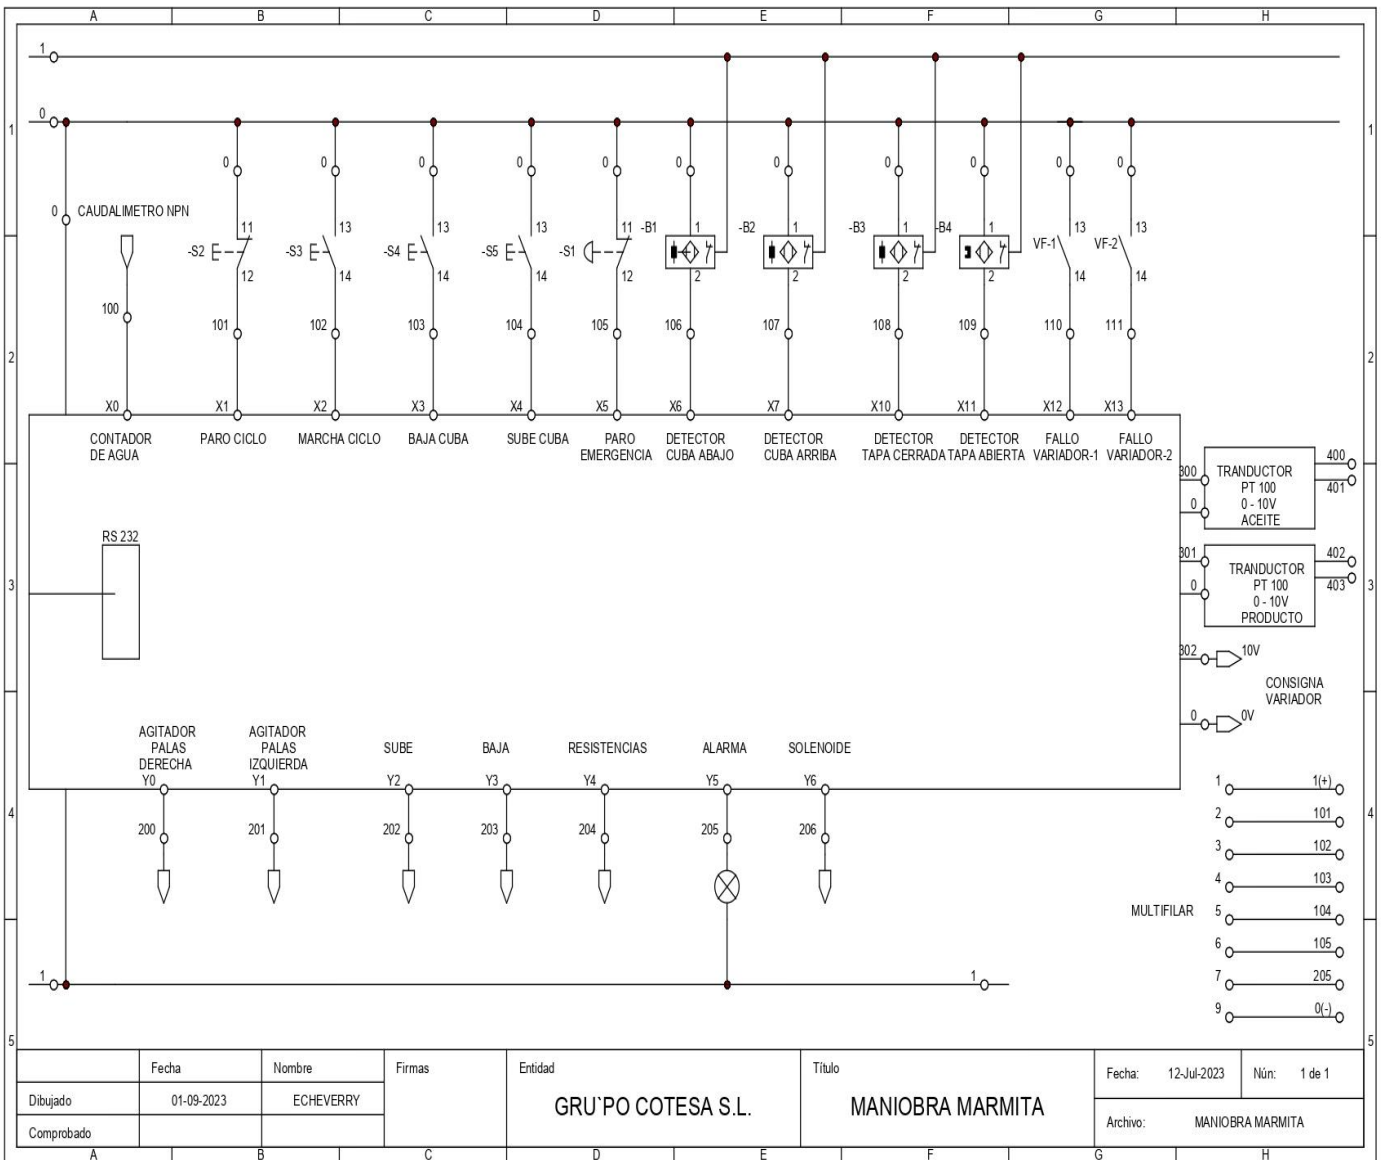 A B C D E F G H
1
0
1 1
0 0 0 0 0 0 0 0 0 0 0
0 CAUDALIMETRO NPN
11 13 13 13 11 1 1 1 1 13 13
-S2 -S3 -S4 -S5 -S1 -B1 -B2 -B3 -B4 VF-1 VF-2
12 14 14 14 12 2 2 2 2 14 14
100
101 102 103 104 105 106 107 108 109 110 111
2 2
X0 X1 X2 X3 X4 X5 X6 X7 X10 X11 X12 X13
CONTADOR PARO CICLO MARCHA CICLO BAJA CUBA SUBE CUBA PARO DETECTOR DETECTOR DETECTOR DETECTOR FALLO FALLO
DE AGUA EMERGENCIA CUBA ABAJO CUBA ARRIBA TAPA CERRADA TAPA ABIERTA VARIADOR-1 VARIADOR-2
300 TRANDUCTOR 400
PT 100 401
0 0 - 10V
ACEITE
RS 232
301 TRANDUCTOR 402
0 PT 100 403
0 - 10V
PRODUCTO
3 3
302 10V
CONSIGNA
VARIADOR
0 0V
AGITADOR AGITADOR
PALAS PALAS SUBE BAJA RESISTENCIAS ALARMA SOLENOIDE
DERECHA IZQUIERDA
Y0 Y1 Y2 Y3 Y4 Y5 Y6
200 201 202 203 204 205 206
4 4
1 1(+)
2 101
3 102
4 103
MULTIFILAR 5 104
6 105
7 205
9 0(-)
1 1
5 5
Fecha Nombre Firmas Entidad Título
Fecha: 12-Jul-2023 Nún: 1 de 1
Dibujado 01-09-2023 ECHEVERRY
GRU`PO COTESA S.L. MANIOBRA MARMITA
Archivo: MANIOBRA MARMITA
Comprobado
A B C D E F G H